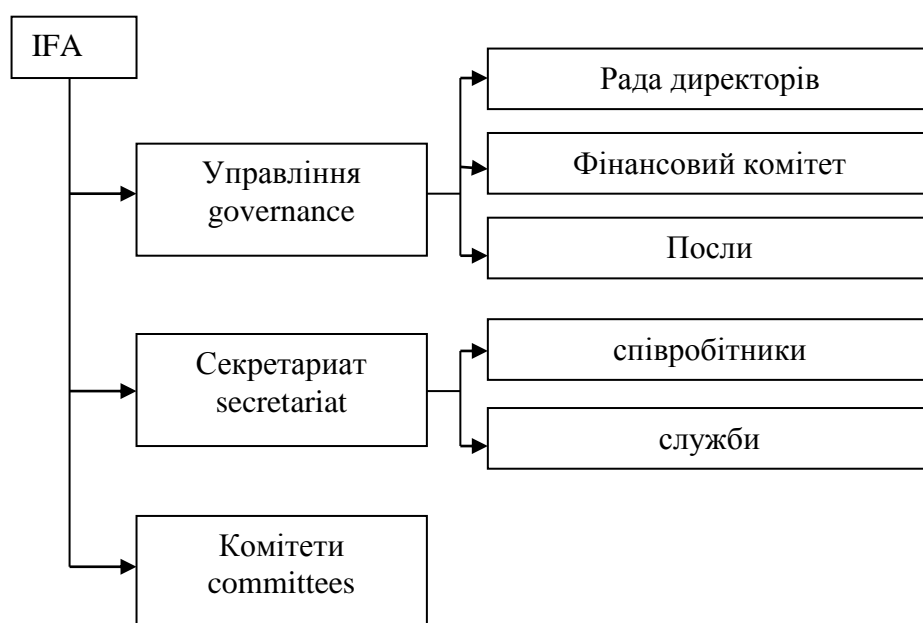 IFA
Управління
governance
Рада директорів
Фінансовий комітет
Посли
Секретариат
secretariat
співробітники
служби
Комітети
committees